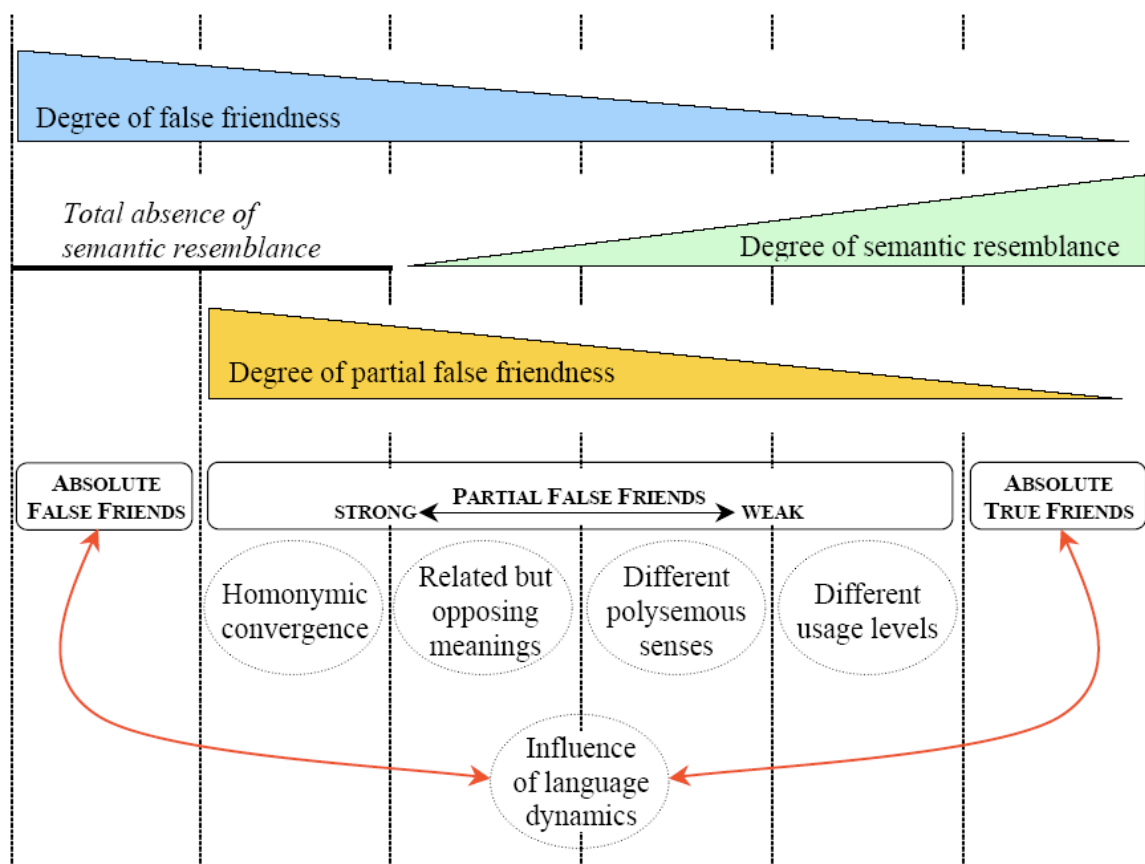 Degree of false friendness
Total absence of
semantic resemblance
Degree of semantic resemblance
Degree of partial false friendness
ABSOLUTE
FALSE FRIENDS
PARTIAL FALSE FRIENDS
STRONG
WEAK
ABSOLUTE
TRUE FRIENDS
Homonymic
convergence
Related but
opposing
meanings
Different
polysemous
senses
Different
usage levels
Influence
of language
dynamics